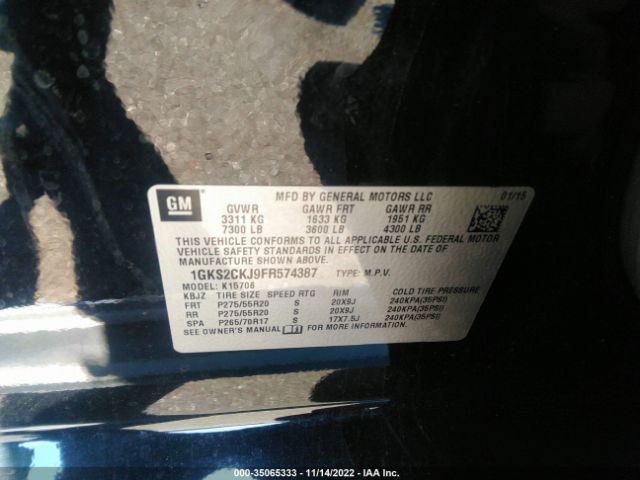 GM
MFD BY GENERAL MOTORS LLC 01/15
GVWR GAWR FRT GAWR RR
3311 KG 1633 KG 1951 KG
7300 LB 3600 LB 4300 LB
THIS VEHICLE CONFORMS TO ALL APPLICABLE U.S. FEDERAL MOTOR
VEHICLE SAFETY STANDARDS IN EFFECT ON THE DATE OF
MANUFACTURE SHOWN ABOVE.
1GKS2CKJ9FR574387 TYPE: M.P.V.
MODEL: K15706
KBJZ TIRE SIZE SPEED RTG RIM COLD TIRE PRESSURE
FRT P275/55R20 S 20X9J 240KPA(35PSI)
RR P275/55R20 S 20X9J 240KPA(35PSI)
SPA P265/70R17 S 17X7.5J 240KPA(35PSI)
SEE OWNER'S MANUAL FOR MORE INFORMATION.
000-35065333 - 11/14/2022 - IAA Inc.